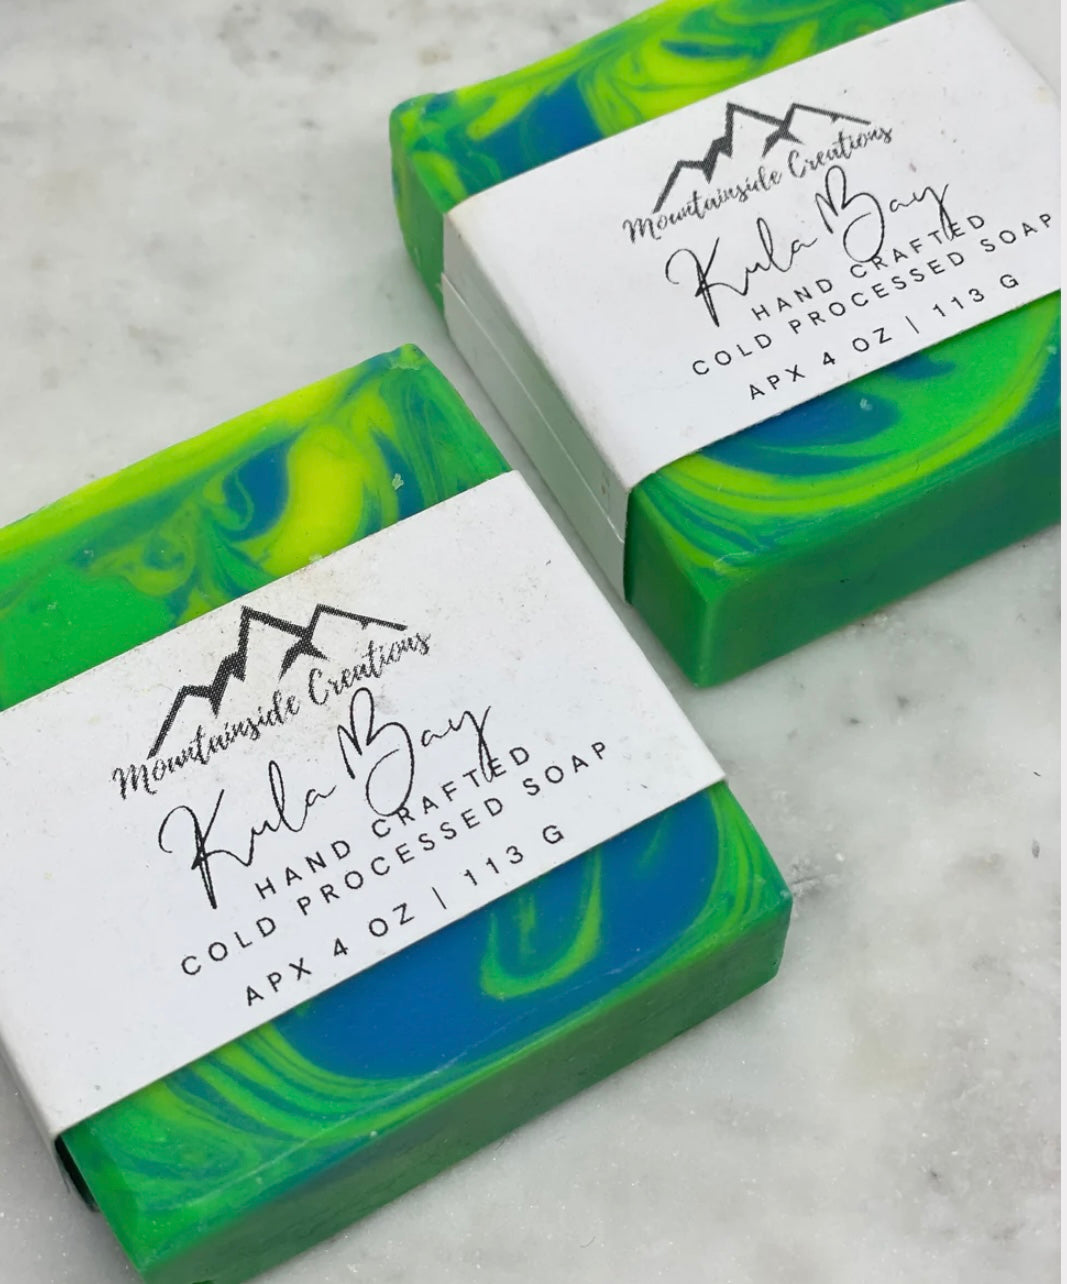 Mountainside Creations
Kula Bay
HAND CRAFTED
COLD PROCESSED SOAP
APX 4 OZ | 113 G
Mountainside Creations
Kula Bay
HAND CRAFTED
COLD PROCESSED SOAP
APX 4 OZ | 113 G